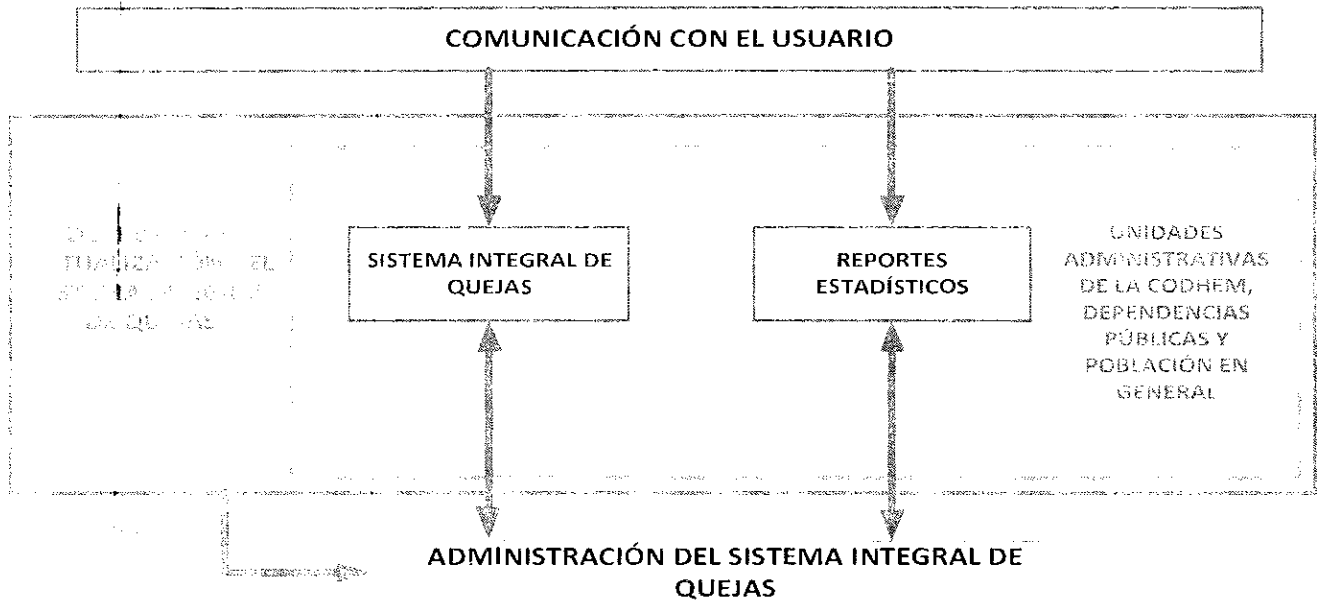 COMUNICACIÓN CON EL USUARIO
SISTEMA INTEGRAL DE
QUEJAS
REPORTES
ESTADÍSTICOS
UNIDADES
ADMINISTRATIVAS
DE LA CODHEM,
DEPENDENCIAS
PÚBLICAS Y
POBLACIÓN EN
GENERAL
ADMINISTRACIÓN DEL SISTEMA INTEGRAL DE
QUEJAS